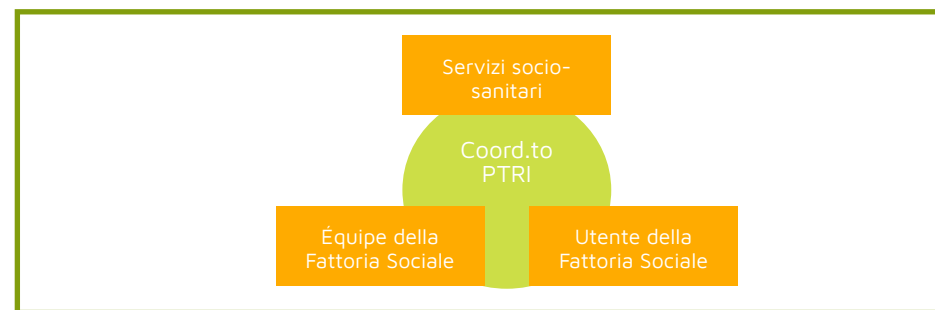 Servizi socio-
sanitari
Coord.to
PTRI
Équipe della
Fattoria Sociale
Utente della
Fattoria Sociale